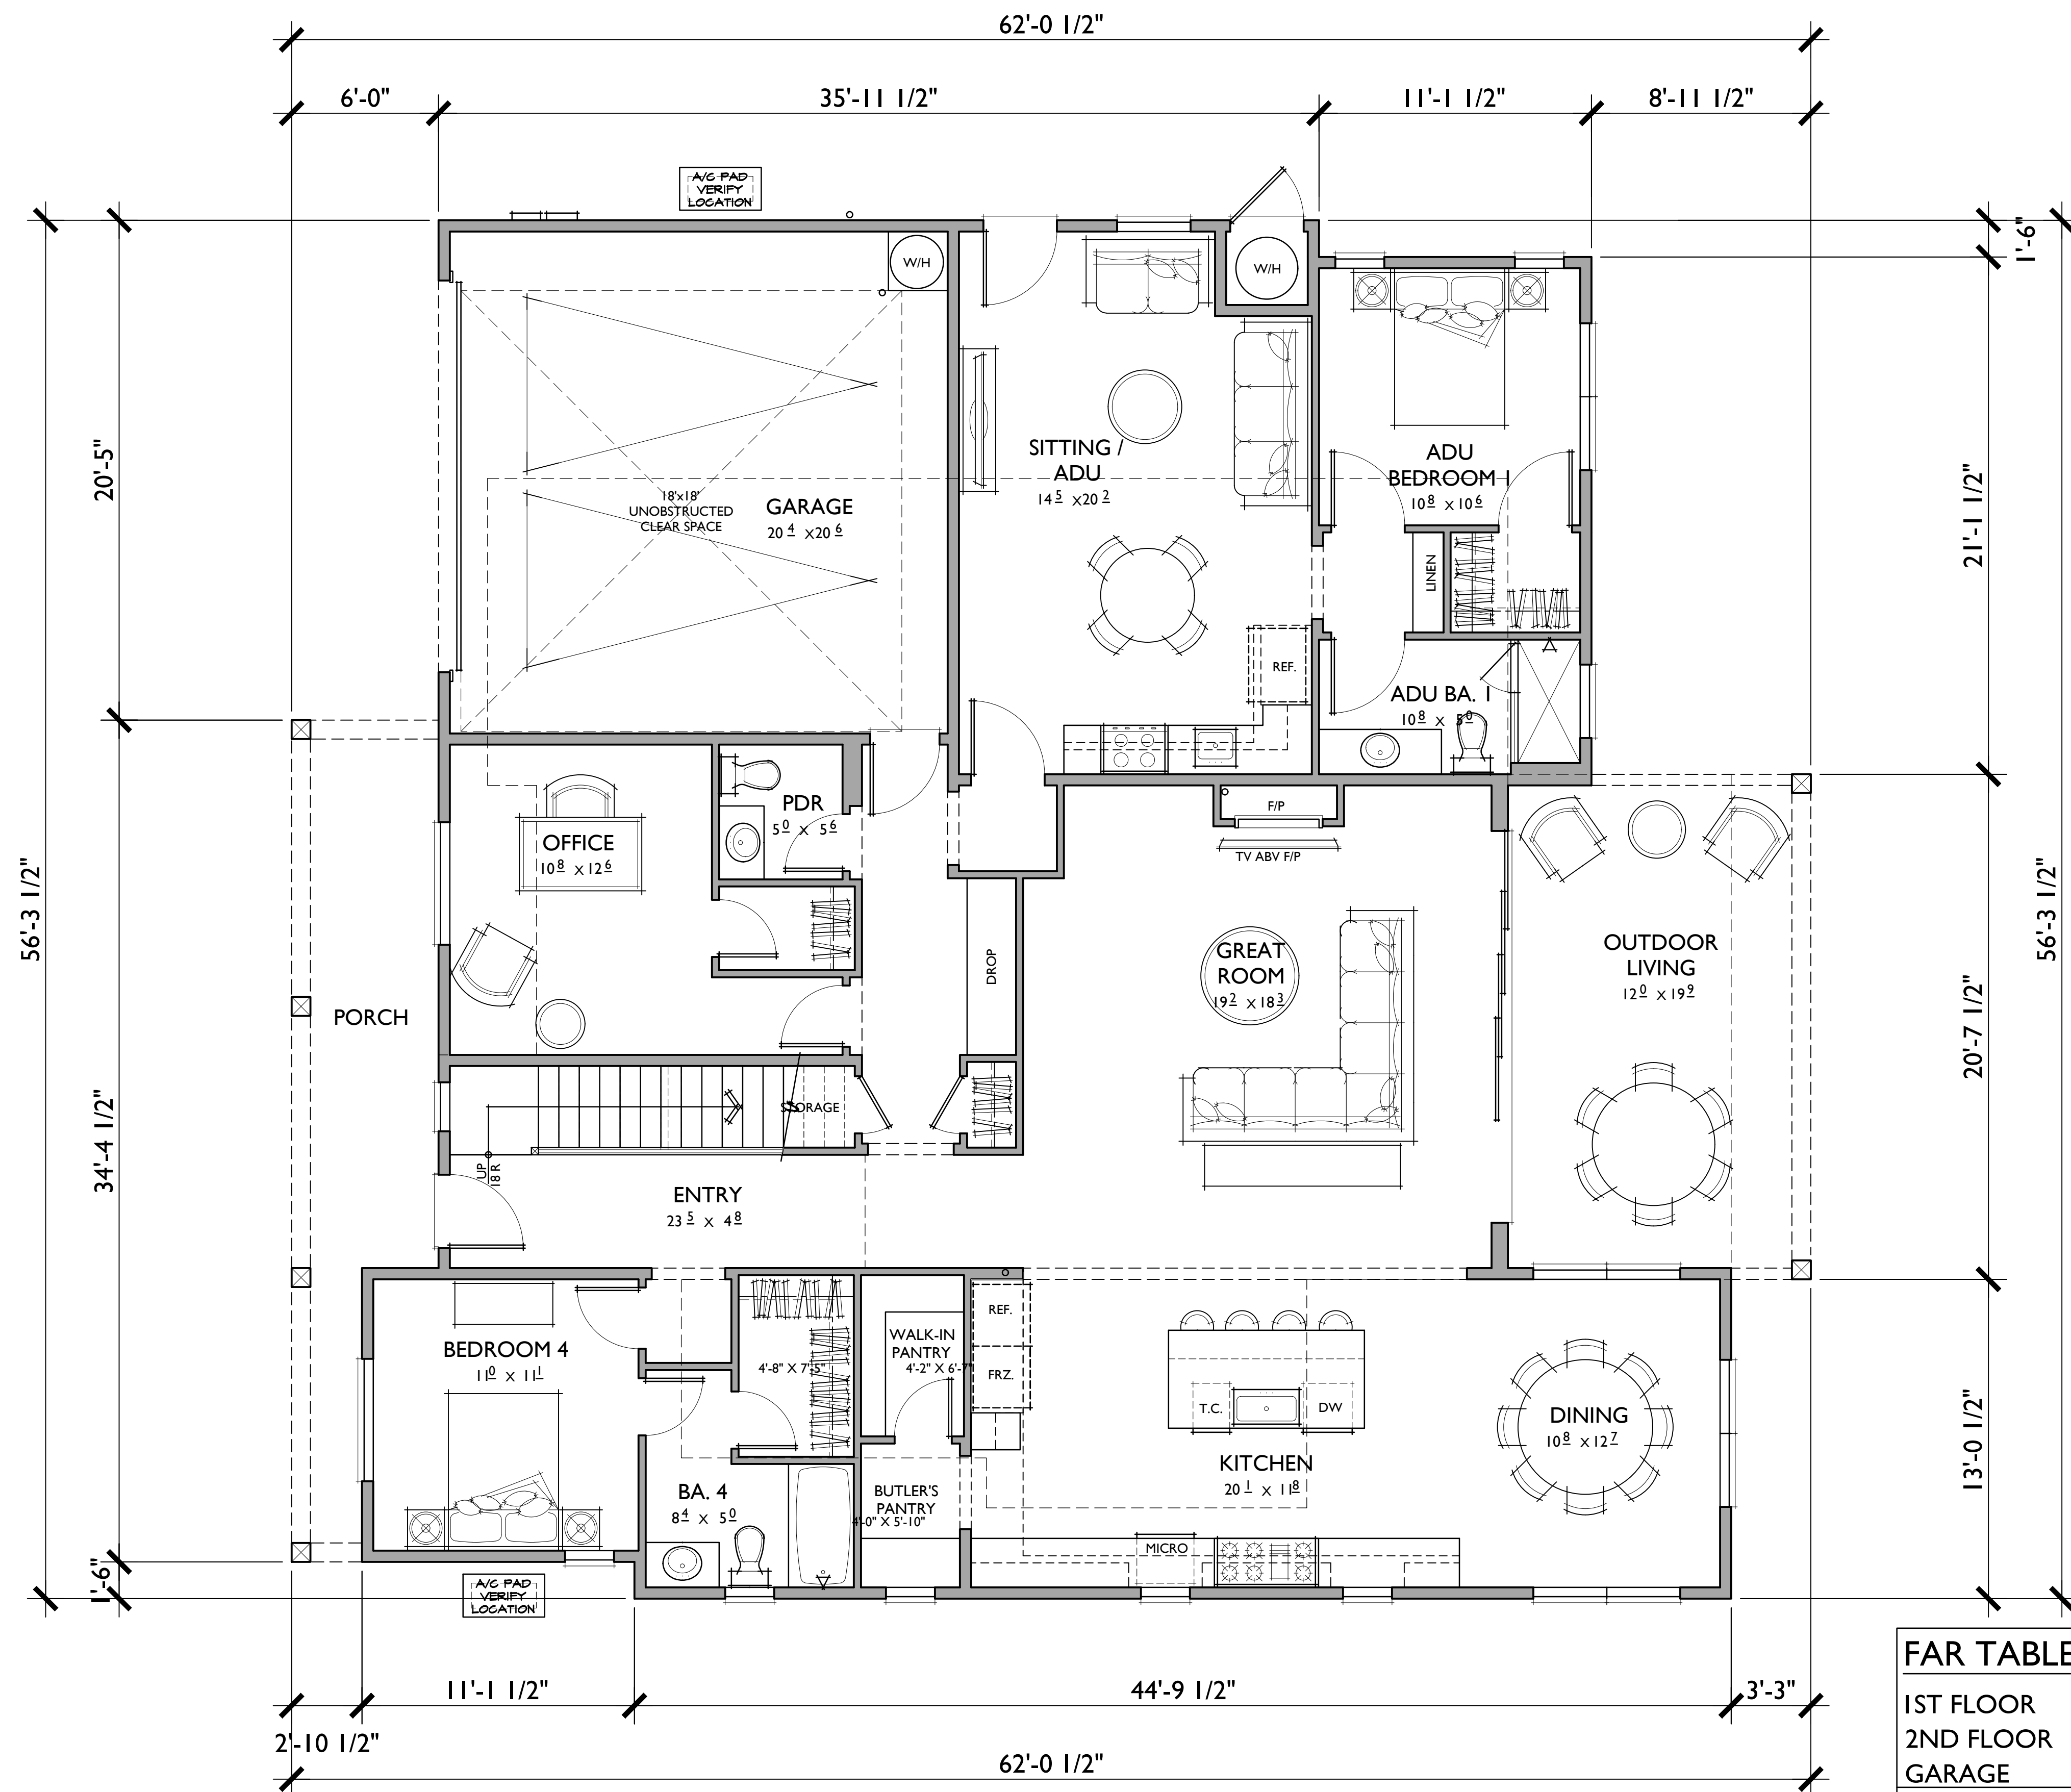 62'-0 1/2"
6'-0"
35'-11 1/2"
11'-1 1/2"
8'-11 1/2"
A/C PAD
VERIFY
LOCATION
1'-6"
W/H
W/H
20'-5"
SITTING /
ADU
14 5 x20 2
ADU
BEDROOM 1
10 8 x 10 6
18'x18'
UNOBSTRUCTED
CLEAR SPACE
GARAGE
20 4 x20 6
21'-1 1/2"
LINEN
REF.
ADU BA. 1
10 8 x 5 0
PDR
5 0 x 5 6
F/P
TV ABV F/P
OFFICE
10 8 x 12 6
56'-3 1/2"
56'-3 1/2"
GREAT
ROOM
19 2 x 18 3
OUTDOOR
LIVING
12 0 x 19 9
DROP
PORCH
20'-7 1/2"
34'-4 1/2"
STORAGE
UP
18 R
ENTRY
23 5 x 4 8
REF.
BEDROOM 4
11 0 x 11 1
WALK-IN
PANTRY
4'-2" X 6'-7"
4'-8" X 7'-5"
FRZ.
T.C.
DW
DINING
10 8 x 12 7
13'-0 1/2"
KITCHEN
20 1 x 11 8
BA. 4
8 4 x 5 0
BUTLER'S
PANTRY
4'-0" X 5'-10"
MICRO
1'-6"
A/C PAD
VERIFY
LOCATION
11'-1 1/2"
44'-9 1/2"
3'-3"
2'-10 1/2"
62'-0 1/2"
FAR TABLE
1ST FLOOR
2ND FLOOR
GARAGE